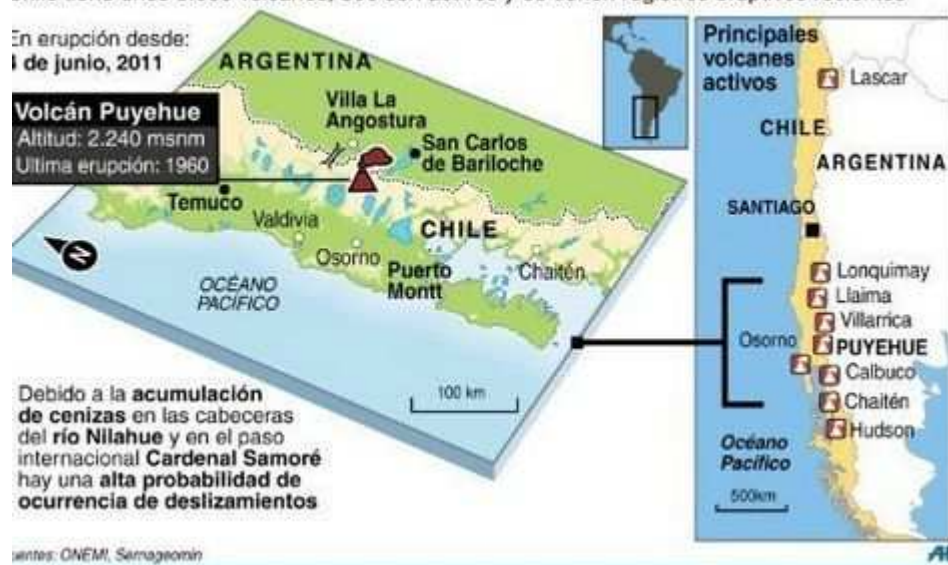 En erupción desde:
4 de junio, 2011
Volcán Puyehue
Altitud: 2.240 msnm
Ultima erupción: 1960
ARGENTINA
Villa La
Angostura
San Carlos
de Bariloche
Temuco
Valdivia
Osorno
CHILE
Puerto
Montt
Chaitén
N
OCÉANO
PACÍFICO
100 km
Debido a la acumulación
de cenizas en las cabeceras
del río Nilahue y en el paso
internacional Cardenal Samoré
hay una alta probabilidad de
ocurrencia de deslizamientos
Principales
volcanes
activos
Lascar
CHILE
ARGENTINA
SANTIAGO
Lonquimay
Llaima
Villarrica
Osorno
PUYEHUE
Calbuco
Chaitén
Hudson
Océano
Pacífico
500km
ONEMI, Sernageomin